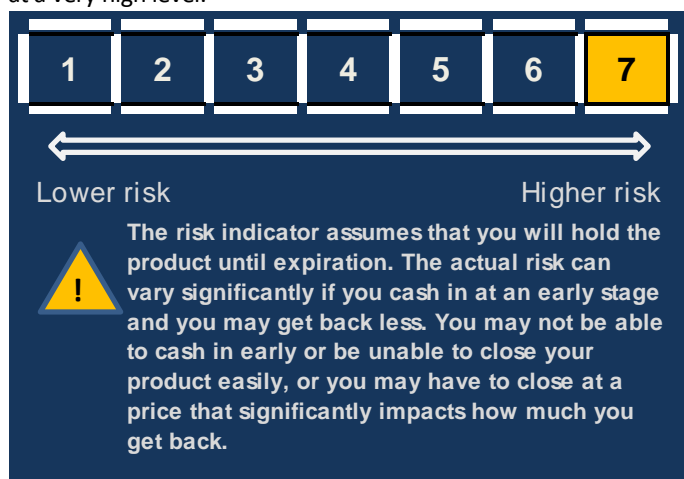 at a very high level.
1 2 3 4 5 6 7
Lower risk Higher risk
The risk indicator assumes that you will hold the
product until expiration. The actual risk can
! vary significantly if you cash in at an early stage
and you may get back less. You may not be able
to cash in early or be unable to close your
product easily, or you may have to close at a
price that significantly impacts how much you
get back.